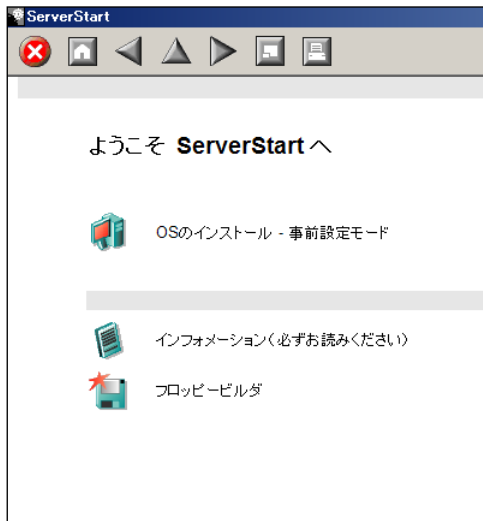 ServerStart
ようこそ ServerStart へ
OSのインストール - 事前設定モード
インフォメーション(必ずお読みください)
フロッピービルダ